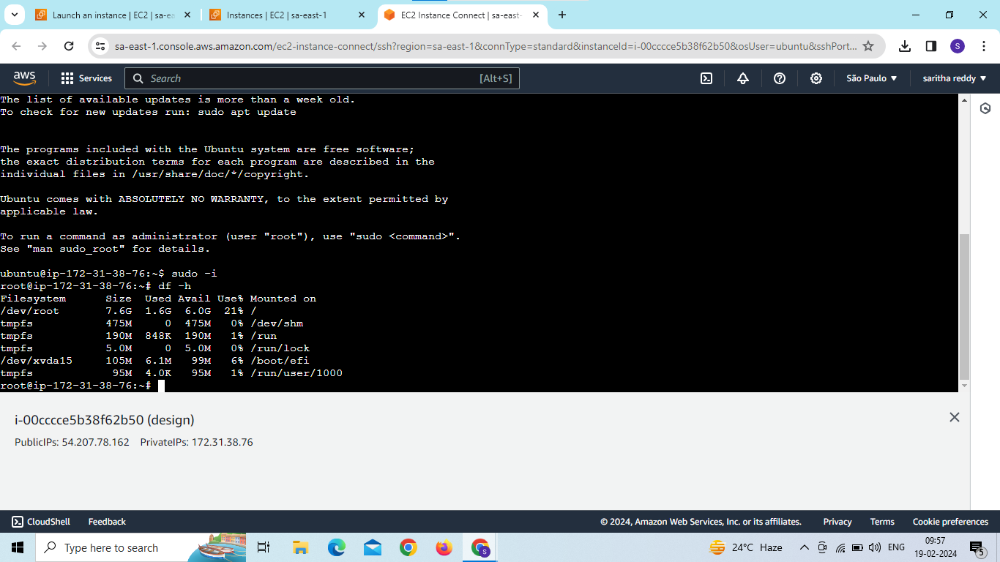 Launch an instance | EC2 | sa-ea
Instances | EC2 | sa-east-1
EC2 Instance Connect | sa-east-
sa-east-1.console.aws.amazon.com/ec2-instance-connect/ssh?region=sa-east-1&connType=standard&instanceId=i-00cccce5b38f62b50&osUser=ubuntu&sshPort...
S
aws
Services
Search
[Alt+S]
São Paulo
saritha reddy
The list of available updates is more than a week old.
To check for new updates run: sudo apt update
The programs included with the Ubuntu system are free software;
the exact distribution terms for each program are described in the
individual files in /usr/share/doc/*/copyright.
Ubuntu comes with ABSOLUTELY NO WARRANTY, to the extent permitted by
applicable law.
To run a command as administrator (user "root"), use "sudo <command>".
See "man sudo_root" for details.
ubuntu@ip-172-31-38-76:~$ sudo -i
root@ip-172-31-38-76:~# df -h
Filesystem      Size  Used Avail Use% Mounted on
/dev/root       7.6G  1.6G  6.0G  21% /
tmpfs           475M     0  475M   0% /dev/shm
tmpfs           190M  848K  190M   1% /run
tmpfs           5.0M     0  5.0M   0% /run/lock
/dev/xvda15     105M  6.1M   99M   6% /boot/efi
tmpfs            95M  4.0K   95M   1% /run/user/1000
root@ip-172-31-38-76:~#
i-00cccce5b38f62b50 (design)
PublicIPs: 54.207.78.162 PrivateIPs: 172.31.38.76
CloudShell
Feedback
© 2024, Amazon Web Services, Inc. or its affiliates.
Privacy
Terms
Cookie preferences
Type here to search
S
24°C Haze
ENG
09:57
19-02-2024
5